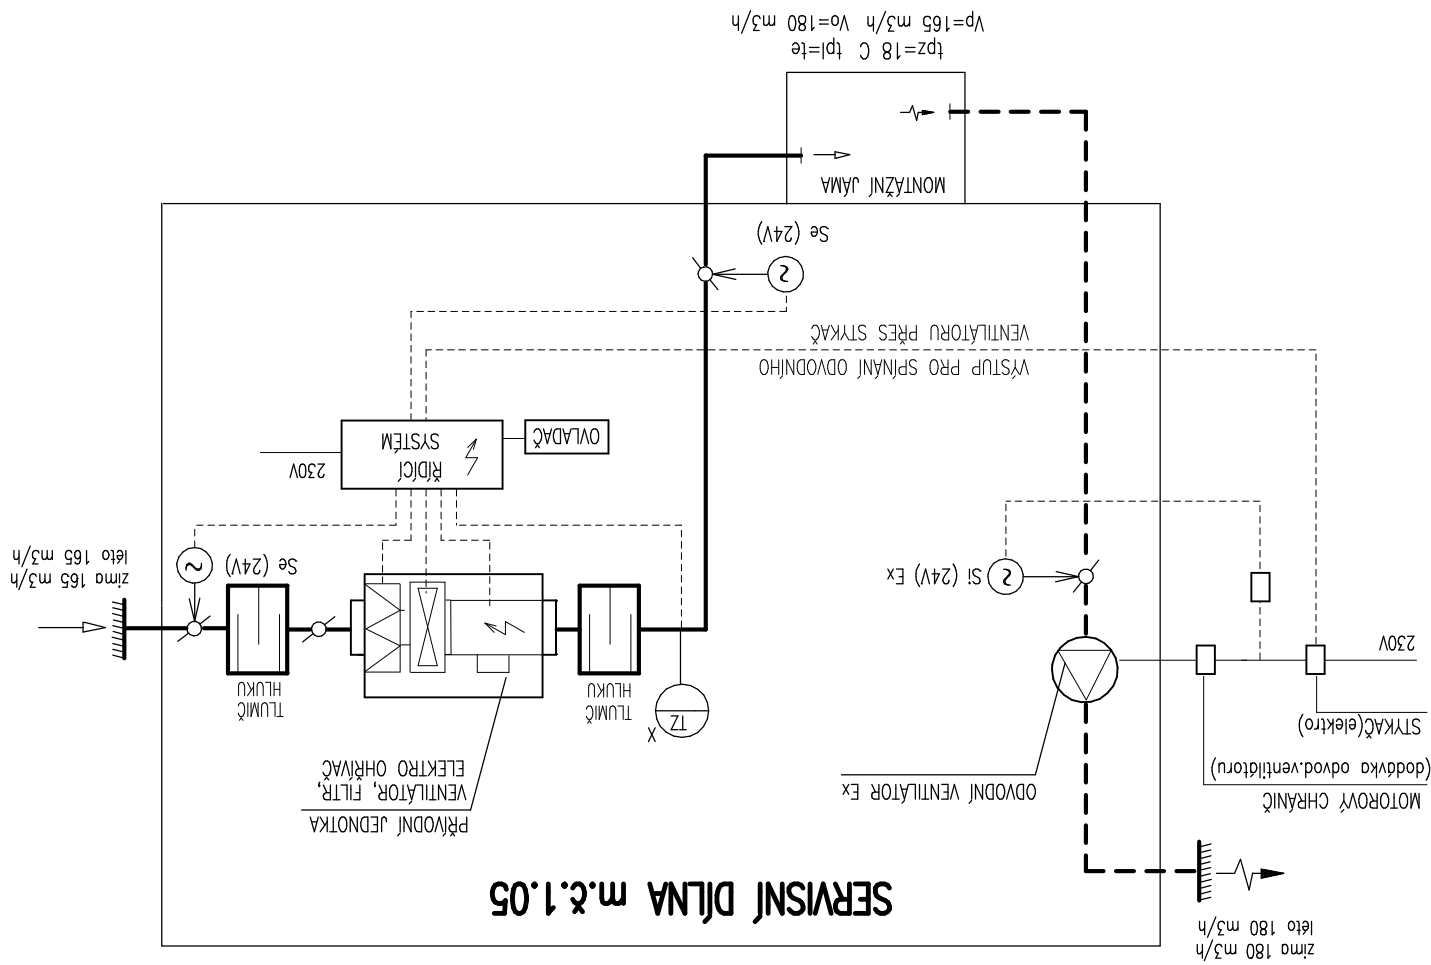 zima 180 m3/h
léto 180 m3/h
SERVISNÍ DÍLNA m.č.1.05
MOTOROVÝ CHRÁNIČ
(dodávka odvod.ventilátoru)
STYKAČ(elektro)
230V
ODVODNÍ VENTILÁTOR Ex
PŘÍVODNÍ JEDNOTKA
VENTILÁTOR, FILTR,
ELEKTRO OHŘÍVAČ
X
TZ
TLUMIČ
HLUKU
TLUMIČ
HLUKU
Si (24V) Ex
Se (24V)
zima 165 m3/h
léto 165 m3/h
OVLADAČ
ŘÍDÍCÍ
SYSTÉM
230V
VÝSTUP PRO SPÍNÁNÍ ODVODNÍHO
VENTILÁTORU PŘES STYKAČ
Se (24V)
MONTÁŽNÍ JÁMA
tpz=18 C tpl=te
Vp=165 m3/h Vo=180 m3/h